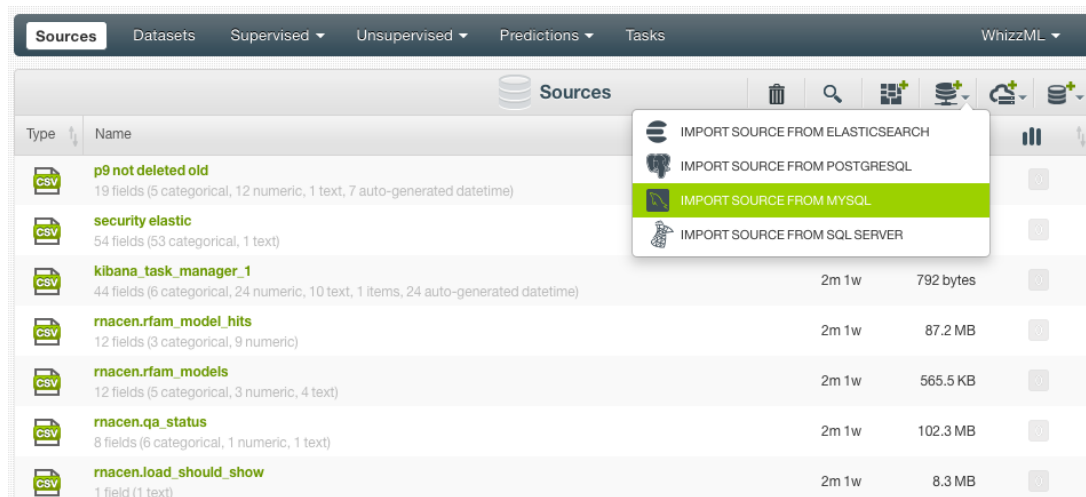 Sources Datasets Supervised Unsupervised Predictions Tasks WhizzML
Sources
Type Name
IMPORT SOURCE FROM ELASTICSEARCH
IMPORT SOURCE FROM POSTGRESQL
IMPORT SOURCE FROM MYSQL
IMPORT SOURCE FROM SQL SERVER
CSV p9 not deleted old
19 fields (5 categorical, 12 numeric, 1 text, 7 auto-generated datetime)
CSV security elastic
54 fields (53 categorical, 1 text)
CSV kibana_task_manager_1 2m 1w 792 bytes
44 fields (6 categorical, 24 numeric, 10 text, 1 items, 24 auto-generated datetime)
CSV rnacen.rfam_model_hits 2m 1w 87.2 MB
12 fields (3 categorical, 9 numeric)
CSV rnacen.rfam_models 2m 1w 565.5 KB
12 fields (5 categorical, 3 numeric, 4 text)
CSV rnacen.qa_status 2m 1w 102.3 MB
8 fields (6 categorical, 1 numeric, 1 text)
CSV rnacen.load_should_show 2m 1w 8.3 MB
1 field (1 text)